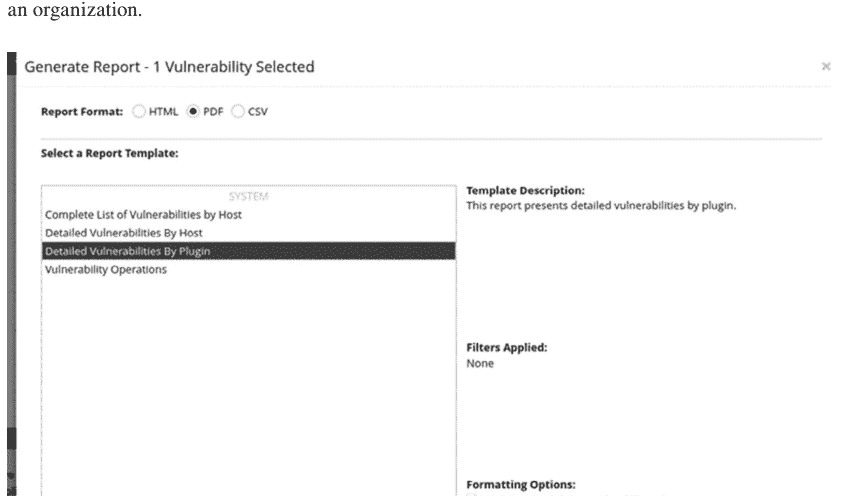 an organization.
Generate Report - 1 Vulnerability Selected
Report Format: HTML PDF CSV
Select a Report Template:
SYSTEM
Complete List of Vulnerabilities by Host
Detailed Vulnerabilities By Host
Detailed Vulnerabilities By Plugin
Vulnerability Operations
Template Description:
This report presents detailed vulnerabilities by plugin.
Filters Applied:
None
Formatting Options: